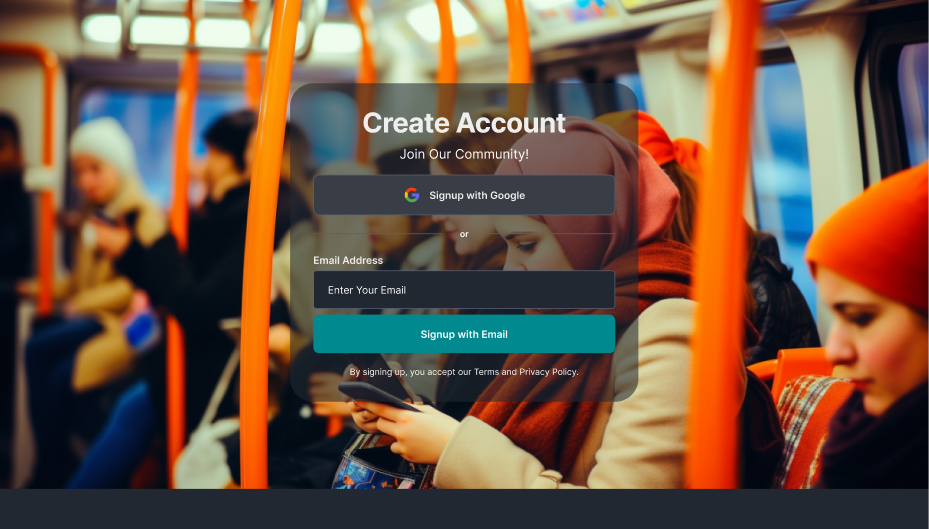 Create Account
Join Our Community!
Signup with Google
or
Email Address
Enter Your Email
Signup with Email
By signing up, you accept our Terms and Privacy Policy.